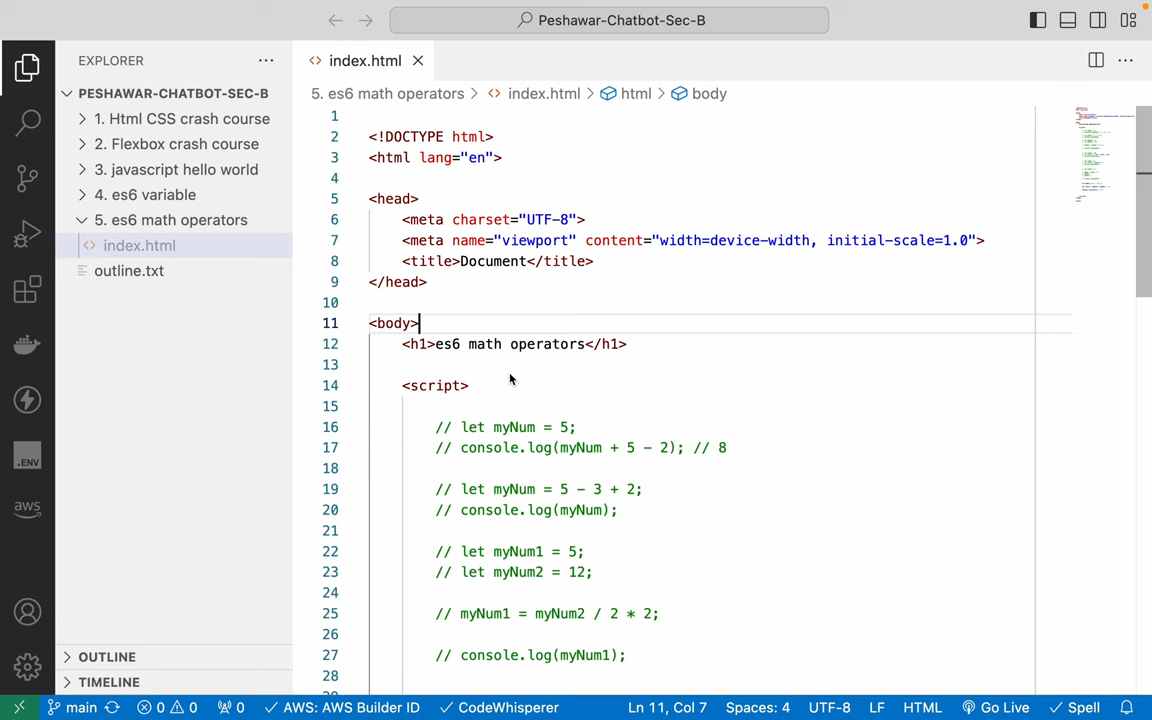 Peshawar-Chatbot-Sec-B
EXPLORER
PESHAWAR-CHATBOT-SEC-B
1. Html CSS crash course
2. Flexbox crash course
3. javascript hello world
4. es6 variable
5. es6 math operators
index.html
outline.txt
OUTLINE
TIMELINE
.ENV
aws
index.html
5. es6 math operators > index.html > html > body
1
2 <!DOCTYPE html>
3 <html lang="en">
4
5 <head>
6 <meta charset="UTF-8">
7 <meta name="viewport" content="width=device-width, initial-scale=1.0">
8 <title>Document</title>
9 </head>
10
11 <body>
12 <h1>es6 math operators</h1>
13
14 <script>
15
16 // let myNum = 5;
17 // console.log(myNum + 5 - 2); // 8
18
19 // let myNum = 5 - 3 + 2;
20 // console.log(myNum);
21
22 // let myNum1 = 5;
23 // let myNum2 = 12;
24
25 // myNum1 = myNum2 / 2 * 2;
26
27 // console.log(myNum1);
28
main 0 0 0 AWS: AWS Builder ID CodeWhisperer Ln 11, Col 7 Spaces: 4 UTF-8 LF HTML Go Live Spell